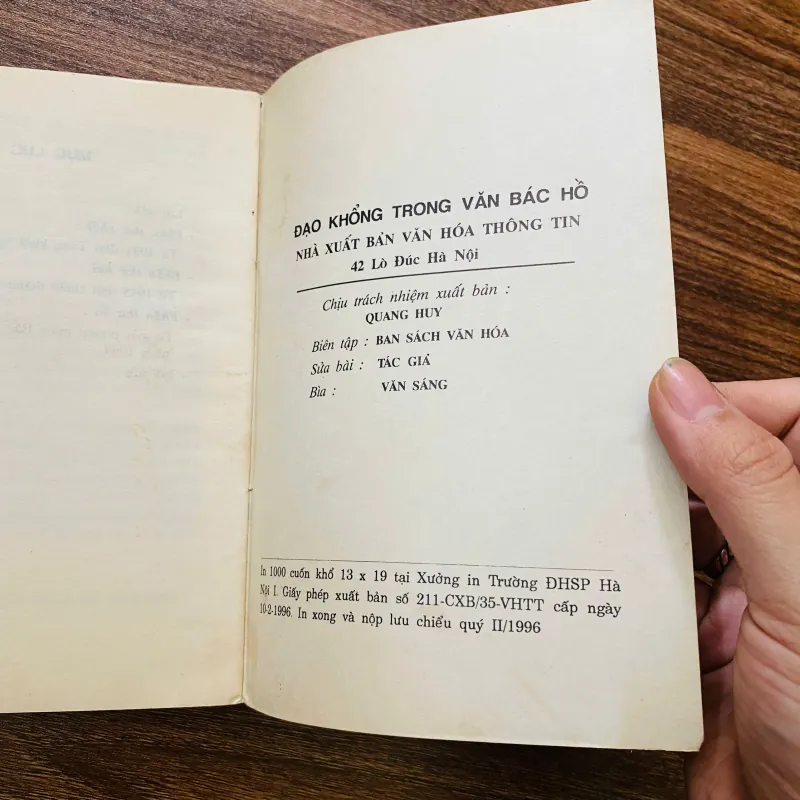 MỤC LỤC
ĐẠO KHỔNG TRONG VĂN BÁC HỒ
NHÀ XUẤT BẢN VĂN HÓA THÔNG TIN
42 Lò Đúc Hà Nội
Chịu trách nhiệm xuất bản :
QUANG HUY
Biên tập : BAN SÁCH VĂN HÓA
Sửa bài : TÁC GIẢ
Bìa : VĂN SÁNG
In 1000 cuốn khổ 13 x 19 tại Xưởng in Trường ĐHSP Hà
Nội I. Giấy phép xuất bản số 211-CXB/35-VHTT cấp ngày
10-2-1996. In xong và nộp lưu chiểu quý II/1996